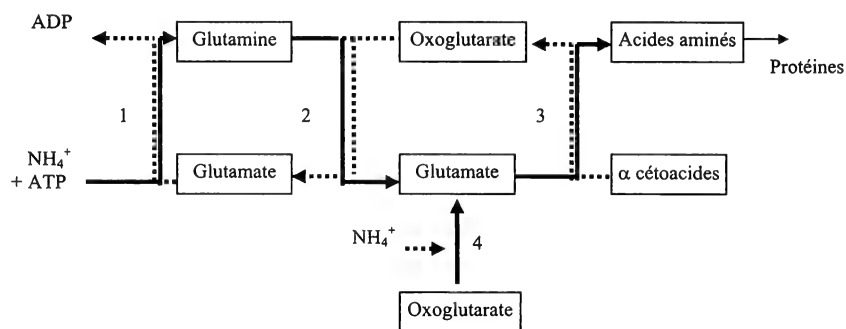 ADP
Glutamine
Oxoglutarate
Acides aminés
Protéines
1
2
3
NH₄⁺
+ ATP
Glutamate
Glutamate
α cétoacides
NH₄⁺
4
Oxoglutarate